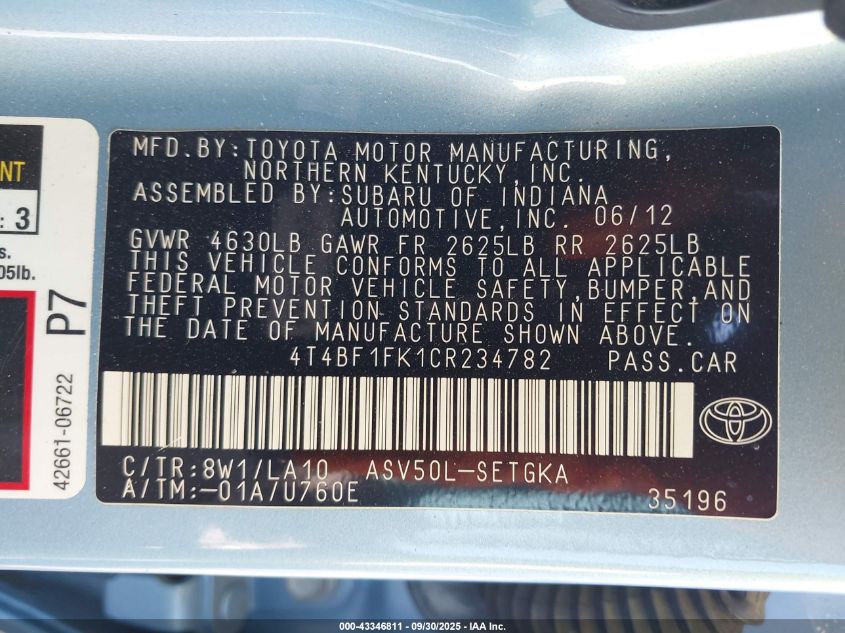 MFD.BY:TOYOTA MOTOR MANUFACTURING,
NORTHERN KENTUCKY,INC.
ASSEMBLED BY:SUBARU OF INDIANA
AUTOMOTIVE,INC. 06/12
GVWR 4630LB GAWR FR 2625LB RR 2625LB
THIS VEHICLE CONFORMS TO ALL APPLICABLE
FEDERAL MOTOR VEHICLE SAFETY,BUMPER,AND
THEFT PREVENTION STANDARDS IN EFFECT ON
THE DATE OF MANUFACTURE SHOWN ABOVE.
4T4BF1FK1CR234782 PASS.CAR
C/TR:8W1/LA10 ASV50L-SETGKA
A/TM:-01A/U760E 35196
NT
: 3
s.
05lb.
P7
42661-06722
000-43346811 - 09/30/2025 - IAA Inc.